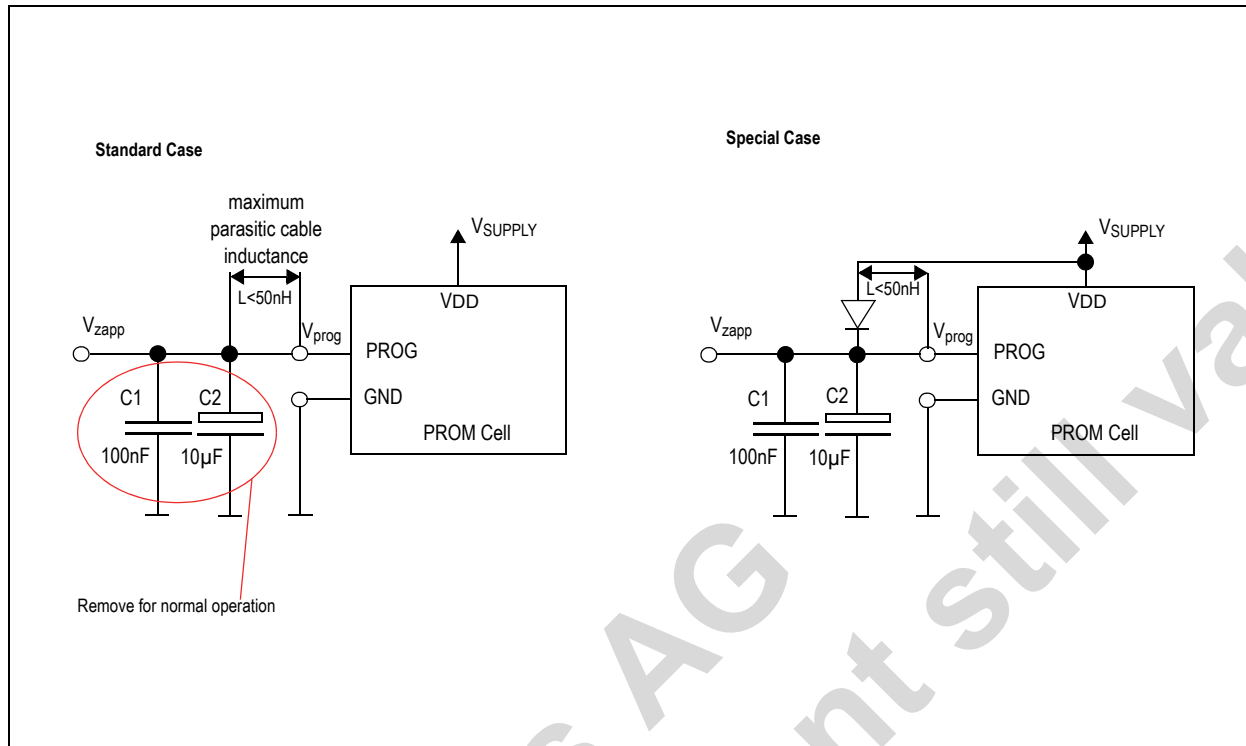 Standard Case
maximum
parasitic cable
inductance
L<50nH
VSUPPLY
VDD
Vzapp
Vprog
PROG
GND
PROM Cell
C1
C2
100nF
10µF
Remove for normal operation
Special Case
VSUPPLY
L<50nH
VDD
Vzapp
Vprog
PROG
GND
PROM Cell
C1
C2
100nF
10µF
AG
still